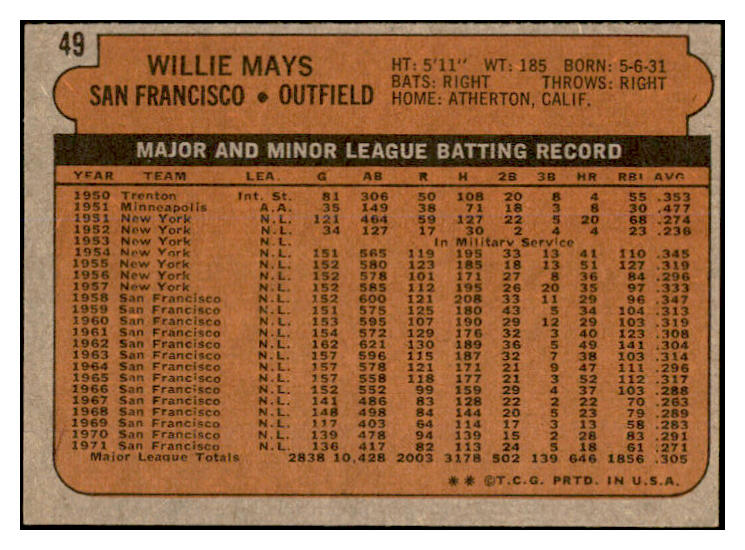 49
WILLIE MAYS
SAN FRANCISCO • OUTFIELD
HT: 5'11" WT: 185 BORN: 5-6-31
BATS: RIGHT THROWS: RIGHT
HOME: ATHERTON, CALIF.
MAJOR AND MINOR LEAGUE BATTING RECORD
YEAR TEAM LEA. G AB R H 2B 3B HR RBI AVG
1950 Trenton Int. St. 81 306 50 108 20 8 4 55 .353
1951 Minneapolis A.A. 35 149 38 71 18 3 8 30 .477
1951 New York N.L. 121 464 59 127 22 5 20 68 .274
1952 New York N.L. 34 127 17 30 2 4 4 23 .236
1953 New York N.L. In Military Service
1954 New York N.L. 151 565 119 195 33 13 41 110 .345
1955 New York N.L. 152 580 123 185 18 13 51 127 .319
1956 New York N.L. 152 578 101 171 27 8 36 84 .296
1957 New York N.L. 152 585 112 195 26 20 35 97 .333
1958 San Francisco N.L. 152 600 121 208 33 11 29 96 .347
1959 San Francisco N.L. 151 575 125 180 43 5 34 104 .313
1960 San Francisco N.L. 153 595 107 190 29 12 29 103 .319
1961 San Francisco N.L. 154 572 129 176 32 3 40 123 .308
1962 San Francisco N.L. 162 621 130 189 36 5 49 141 .304
1963 San Francisco N.L. 157 596 115 187 32 7 38 103 .314
1964 San Francisco N.L. 157 578 121 171 21 9 47 111 .296
1965 San Francisco N.L. 157 558 118 177 21 3 52 112 .317
1966 San Francisco N.L. 152 552 99 159 29 4 37 103 .288
1967 San Francisco N.L. 141 486 83 128 22 2 22 70 .263
1968 San Francisco N.L. 148 498 84 144 20 5 23 79 .289
1969 San Francisco N.L. 117 403 64 114 17 3 13 58 .283
1970 San Francisco N.L. 139 478 94 139 15 2 28 83 .291
1971 San Francisco N.L. 136 417 82 113 24 5 18 61 .271
Major League Totals 2838 10,428 2003 3178 502 139 646 1856 .305
* * ©T.C.G. PRTD. IN U.S.A.